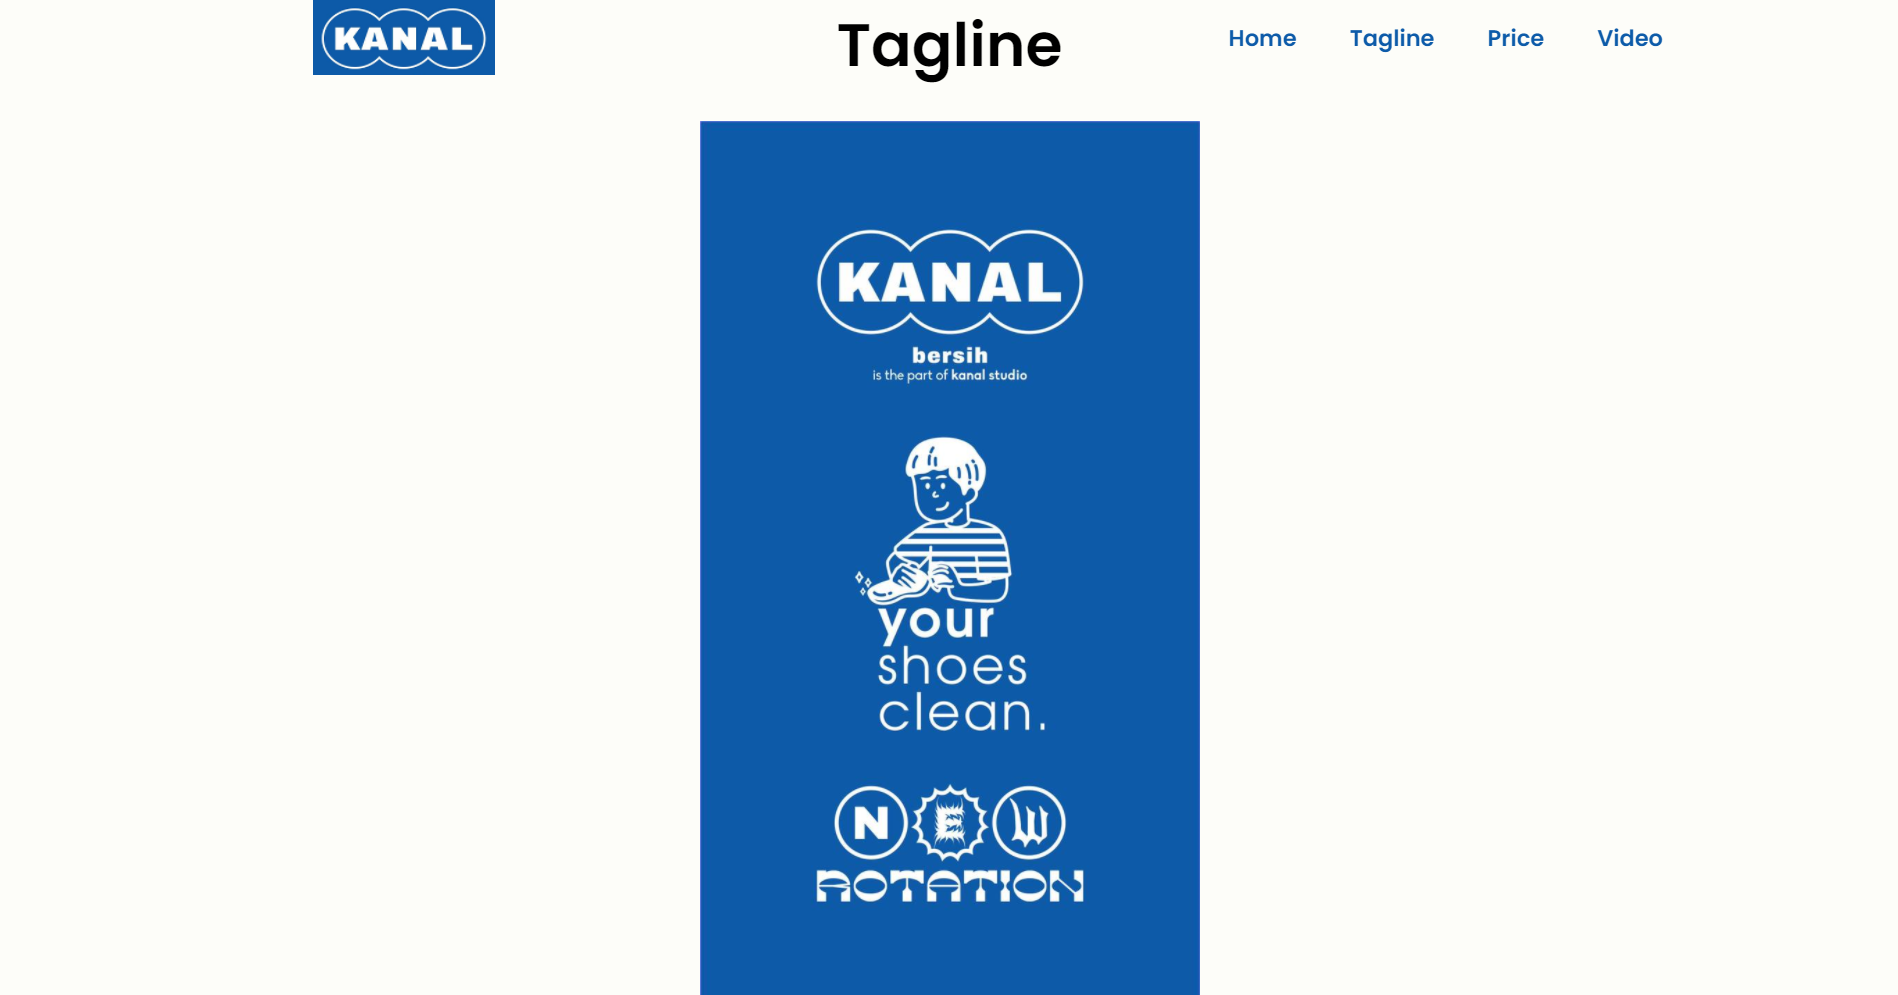 KANAL
Tagline
Home
Tagline
Price
Video
KANAL
bersih
is the part of kanal studio
your
shoes
clean.
NEW
ROTATION